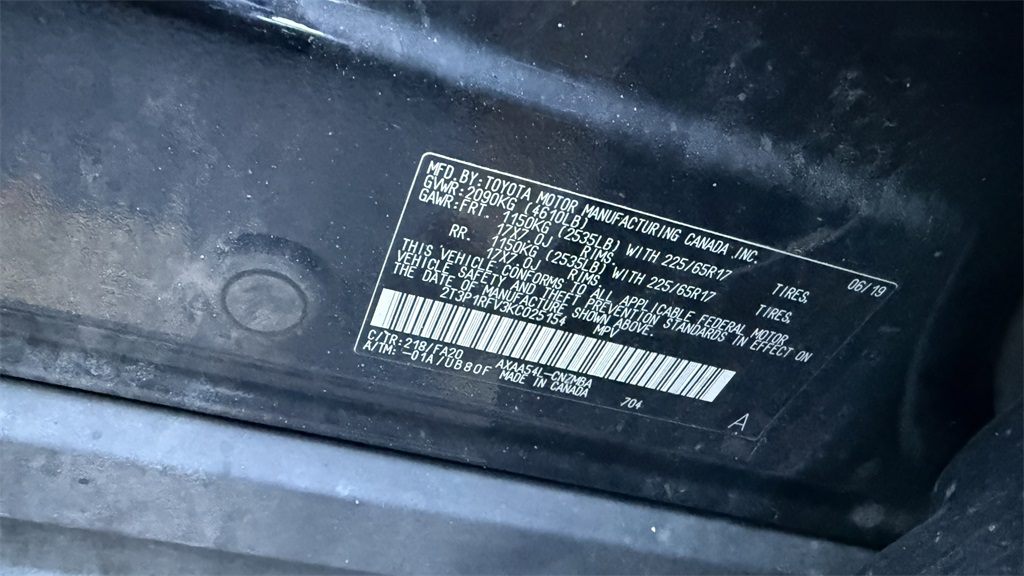 MFD BY:TOYOTA MOTOR MANUFACTURING CANADA INC. 06/19
GVWR:2090KG (4610LB)
GAWR:FRT. 1150KG (2535LB) WITH 225/65R17 TIRES,
17X7.0J RIMS,
RR. 1150KG (2535LB) WITH 225/65R17 TIRES,
17X7.0J RIMS,
THIS VEHICLE CONFORMS TO ALL APPLICABLE FEDERAL MOTOR
VEHICLE SAFETY AND THEFT PREVENTION STANDARDS IN EFFECT ON
THE DATE OF MANUFACTURE SHOWN ABOVE.
MPV
C/TR:218/FA20 AXAA54L-CNZMBA
A/TM:-01A/UB80F MADE IN CANADA 704
A